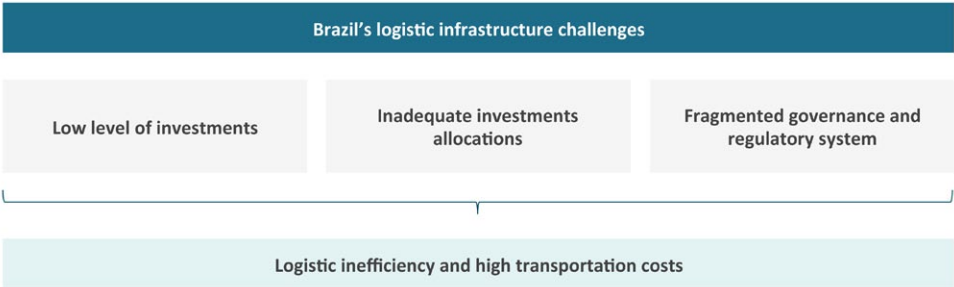 Brazil’s logistic infrastructure challenges
Low level of investments
Inadequate investments
allocations
Fragmented governance and
regulatory system
Logistic inefficiency and high transportation costs